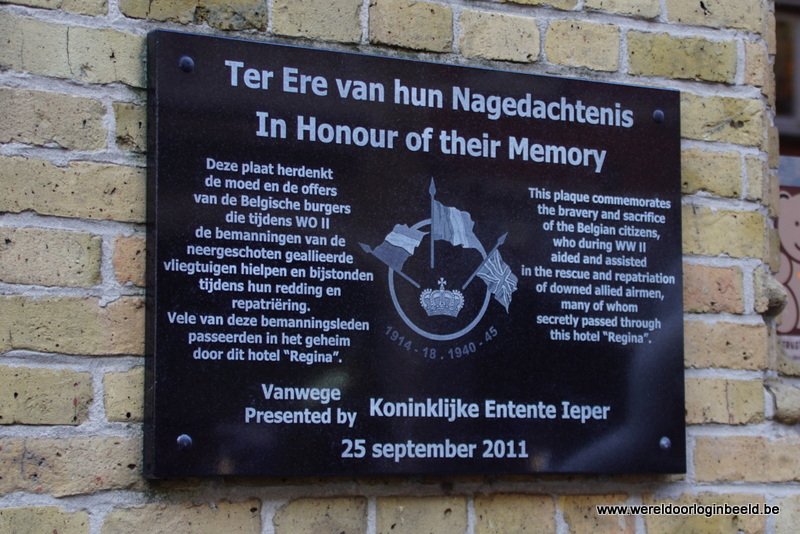 Ter Ere van hun Nagedachtenis
In Honour of their Memory
Deze plaat herdenkt
de moed en de offers
van de Belgische burgers
die tijdens WO II
de bemanningen van de
neergeschoten geallieerde
vliegtuigen hielpen en bijstonden
tijdens hun redding en
repatriëring.
Vele van deze bemanningsleden
passeerden in het geheim
door dit hotel “Regina”.
This plaque commemorates
the bravery and sacrifice
of the Belgian citizens,
who during WW II
aided and assisted
in the rescue and repatriation
of downed allied airmen,
many of whom
secretly passed through
this hotel “Regina”.
1914 - 18 . 1940 - 45
Vanwege
Presented by Koninklijke Entente Ieper
25 september 2011
www.wereldoorloginbeeld.be